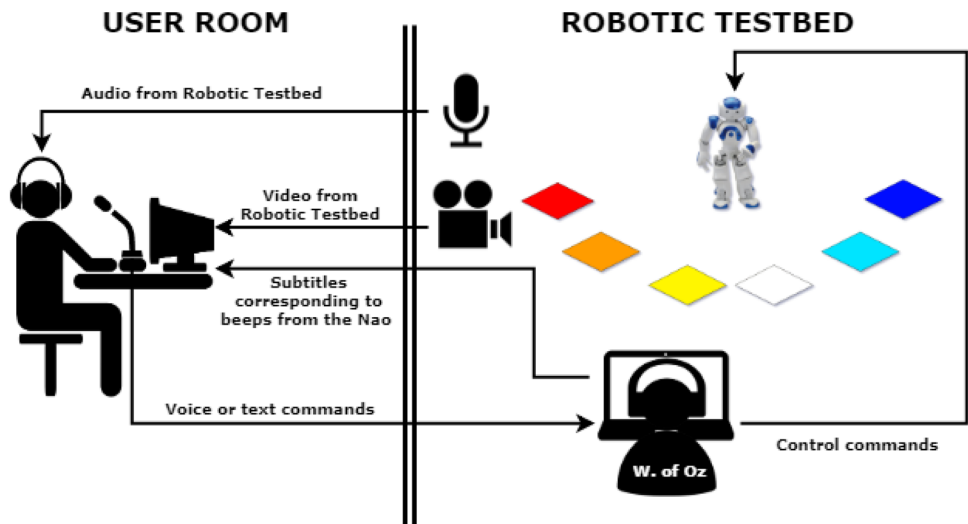 USER ROOM
ROBOTIC TESTBED
Audio from Robotic Testbed
Video from
Robotic Testbed
Subtitles
corresponding to
beeps from the Nao
Voice or text commands
Control commands
W. of Oz